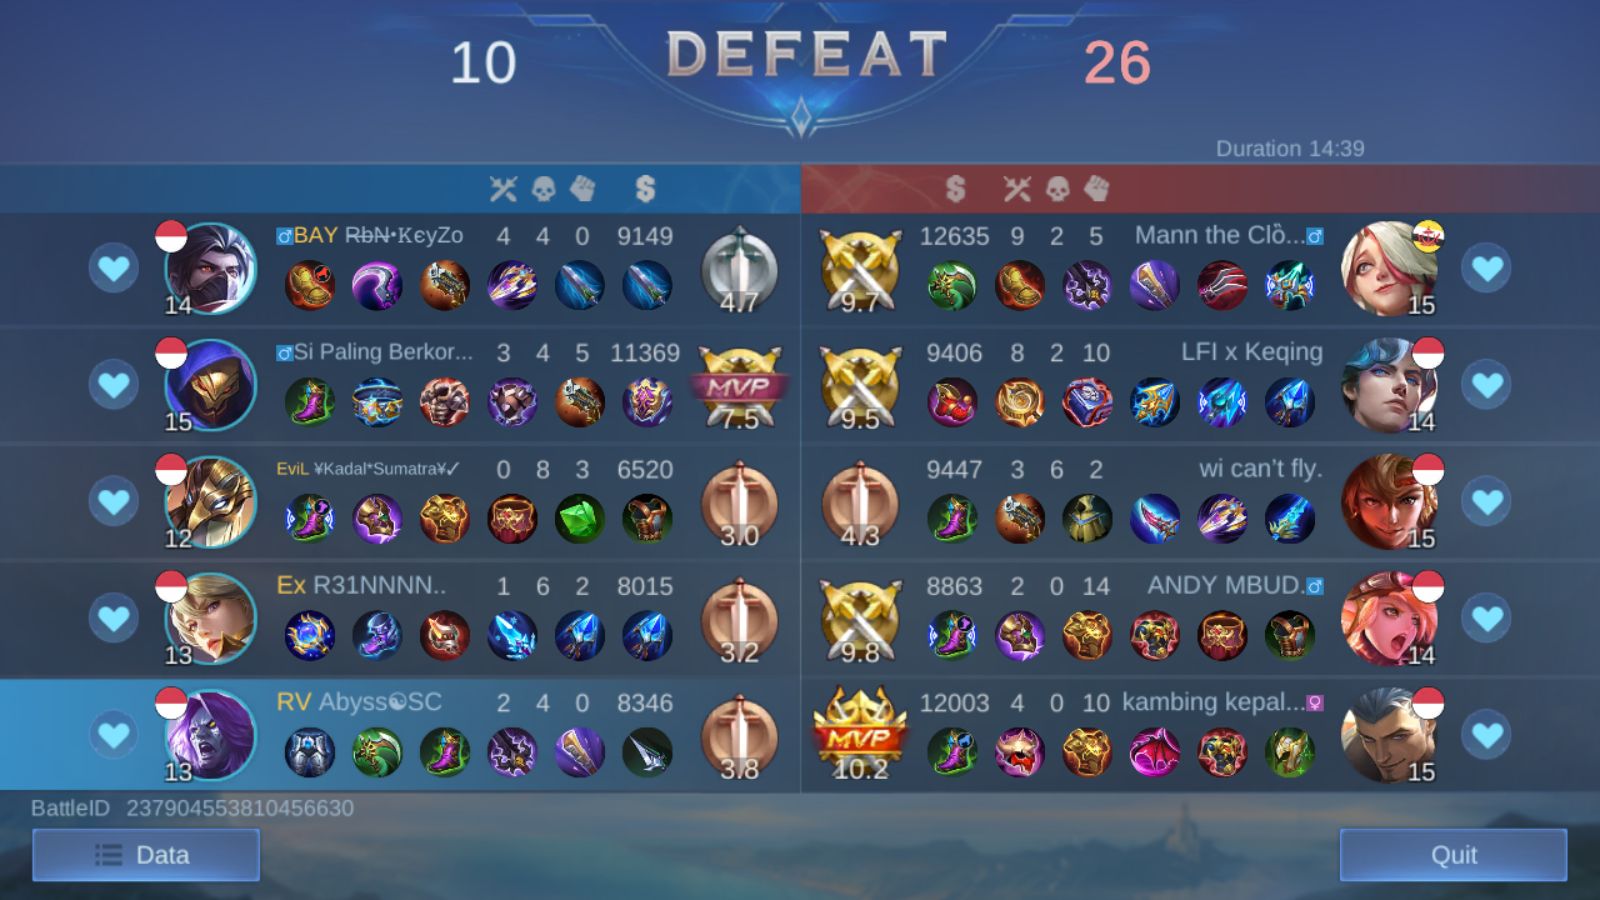 10 DEFEAT 26
Duration 14:39
BAY RbN·KєyZo 4 4 0 9149
14 4.7
12635 9 2 5 Mann the Clȍ...
9.7 15
Si Paling Berkor... 3 4 5 11369
15 MVP 7.5
9406 8 2 10 LFI x Keqing
9.5 14
EviL ¥Kadal*Sumatra¥✓ 0 8 3 6520
12 3.0
9447 3 6 2 wi can't fly.
4.3 15
Ex R31NNNN.. 1 6 2 8015
13 3.2
8863 2 0 14 ANDY MBUD.
9.8 14
RV Abyss☯SC 2 4 0 8346
13 3.8
12003 4 0 10 kambing kepal...
MVP 10.2 15
BattleID 237904553810456630
Data
Quit